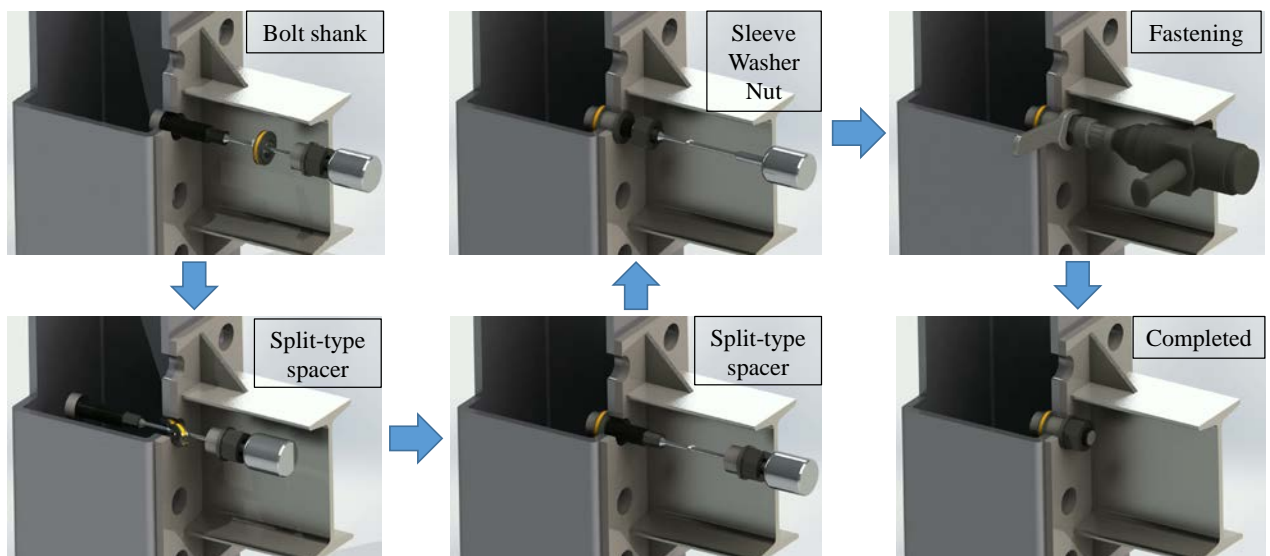 Bolt shank
Split-type
spacer
Split-type
spacer
Sleeve
Washer
Nut
Fastening
Completed